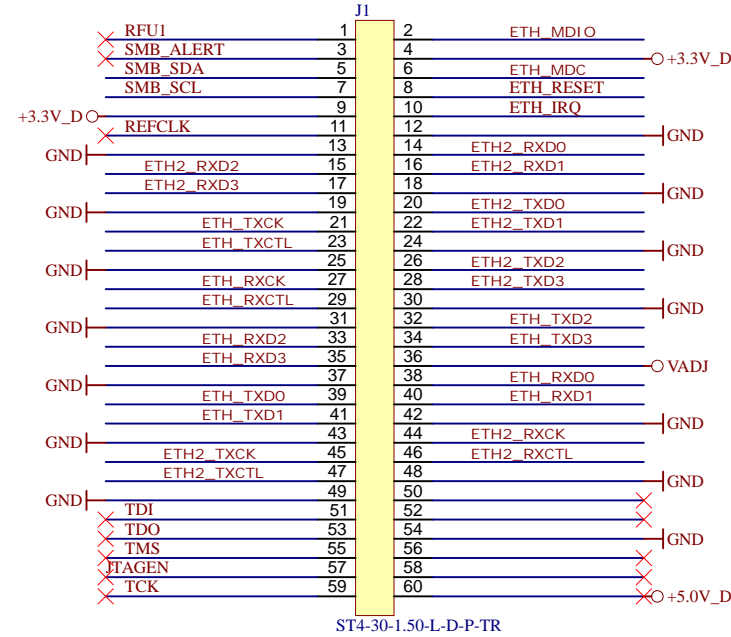 J1
RFU1 1 2 ETH_MDIO
SMB_ALERT 3 4 +3.3V_D
SMB_SDA 5 6 ETH_MDC
SMB_SCL 7 8 ETH_RESET
+3.3V_D 9 10 ETH_IRQ
REFCLK 11 12 GND
GND 13 14 ETH2_RXD0
ETH2_RXD2 15 16 ETH2_RXD1
ETH2_RXD3 17 18 GND
GND 19 20 ETH2_TXD0
ETH_TXCK 21 22 ETH2_TXD1
ETH_TXCTL 23 24 GND
GND 25 26 ETH2_TXD2
ETH_RXCK 27 28 ETH2_TXD3
ETH_RXCTL 29 30 GND
GND 31 32 ETH_TXD2
ETH_RXD2 33 34 ETH_TXD3
ETH_RXD3 35 36 VADJ
GND 37 38 ETH_RXD0
ETH_TXD0 39 40 ETH_RXD1
ETH_TXD1 41 42 GND
GND 43 44 ETH2_RXCK
ETH2_TXCK 45 46 ETH2_RXCTL
ETH2_TXCTL 47 48 GND
GND 49 50
TDI 51 52
TDO 53 54 GND
TMS 55 56
JTAGEN 57 58
TCK 59 60 +5.0V_D
ST4-30-1.50-L-D-P-TR